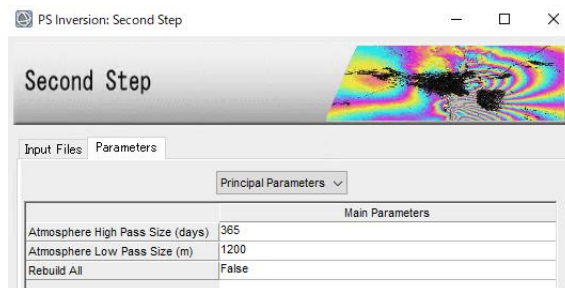 PS Inversion: Second Step
Second Step
Input Files Parameters
Principal Parameters
Main Parameters
Atmosphere High Pass Size (days) 365
Atmosphere Low Pass Size (m) 1200
Rebuild All False